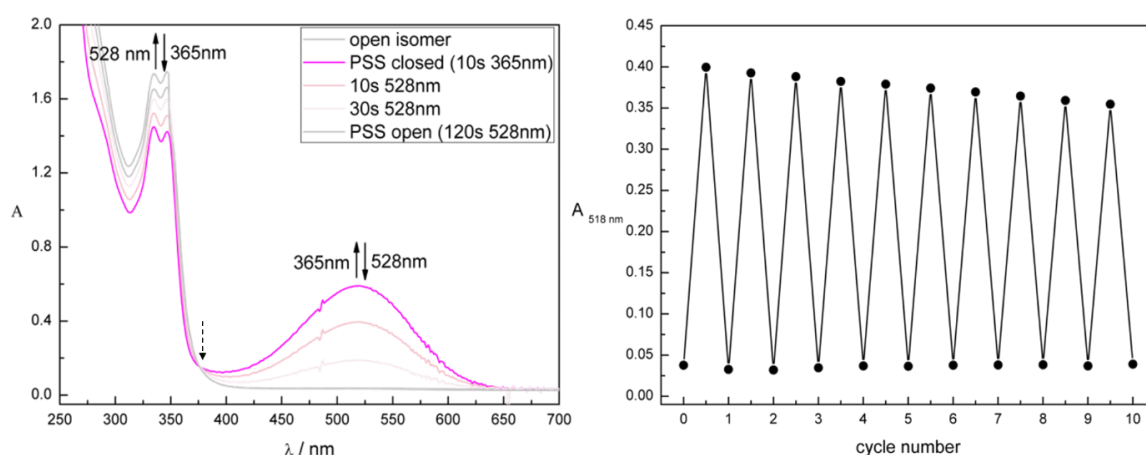 2.0
1.6
1.2
A
0.8
0.4
0.0
528 nm
365nm
open isomer
PSS closed (10s 365nm)
10s 528nm
30s 528nm
PSS open (120s 528nm)
365nm
528nm
250 300 350 400 450 500 550 600 650 700
λ / nm
0.45
0.40
0.35
0.30
0.25
A 518 nm
0.20
0.15
0.10
0.05
0.00
0 1 2 3 4 5 6 7 8 9 10
cycle number